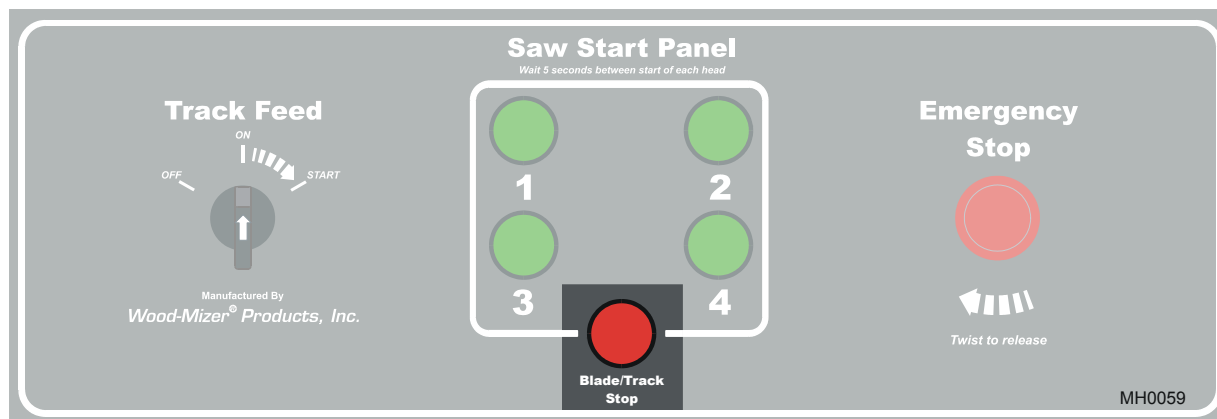 Saw Start Panel
Wait 5 seconds between start of each head
Track Feed
ON
OFF
START
Manufactured By
Wood-Mizer® Products, Inc.
1
2
3
4
Blade/Track
Stop
Emergency
Stop
Twist to release
MH0059